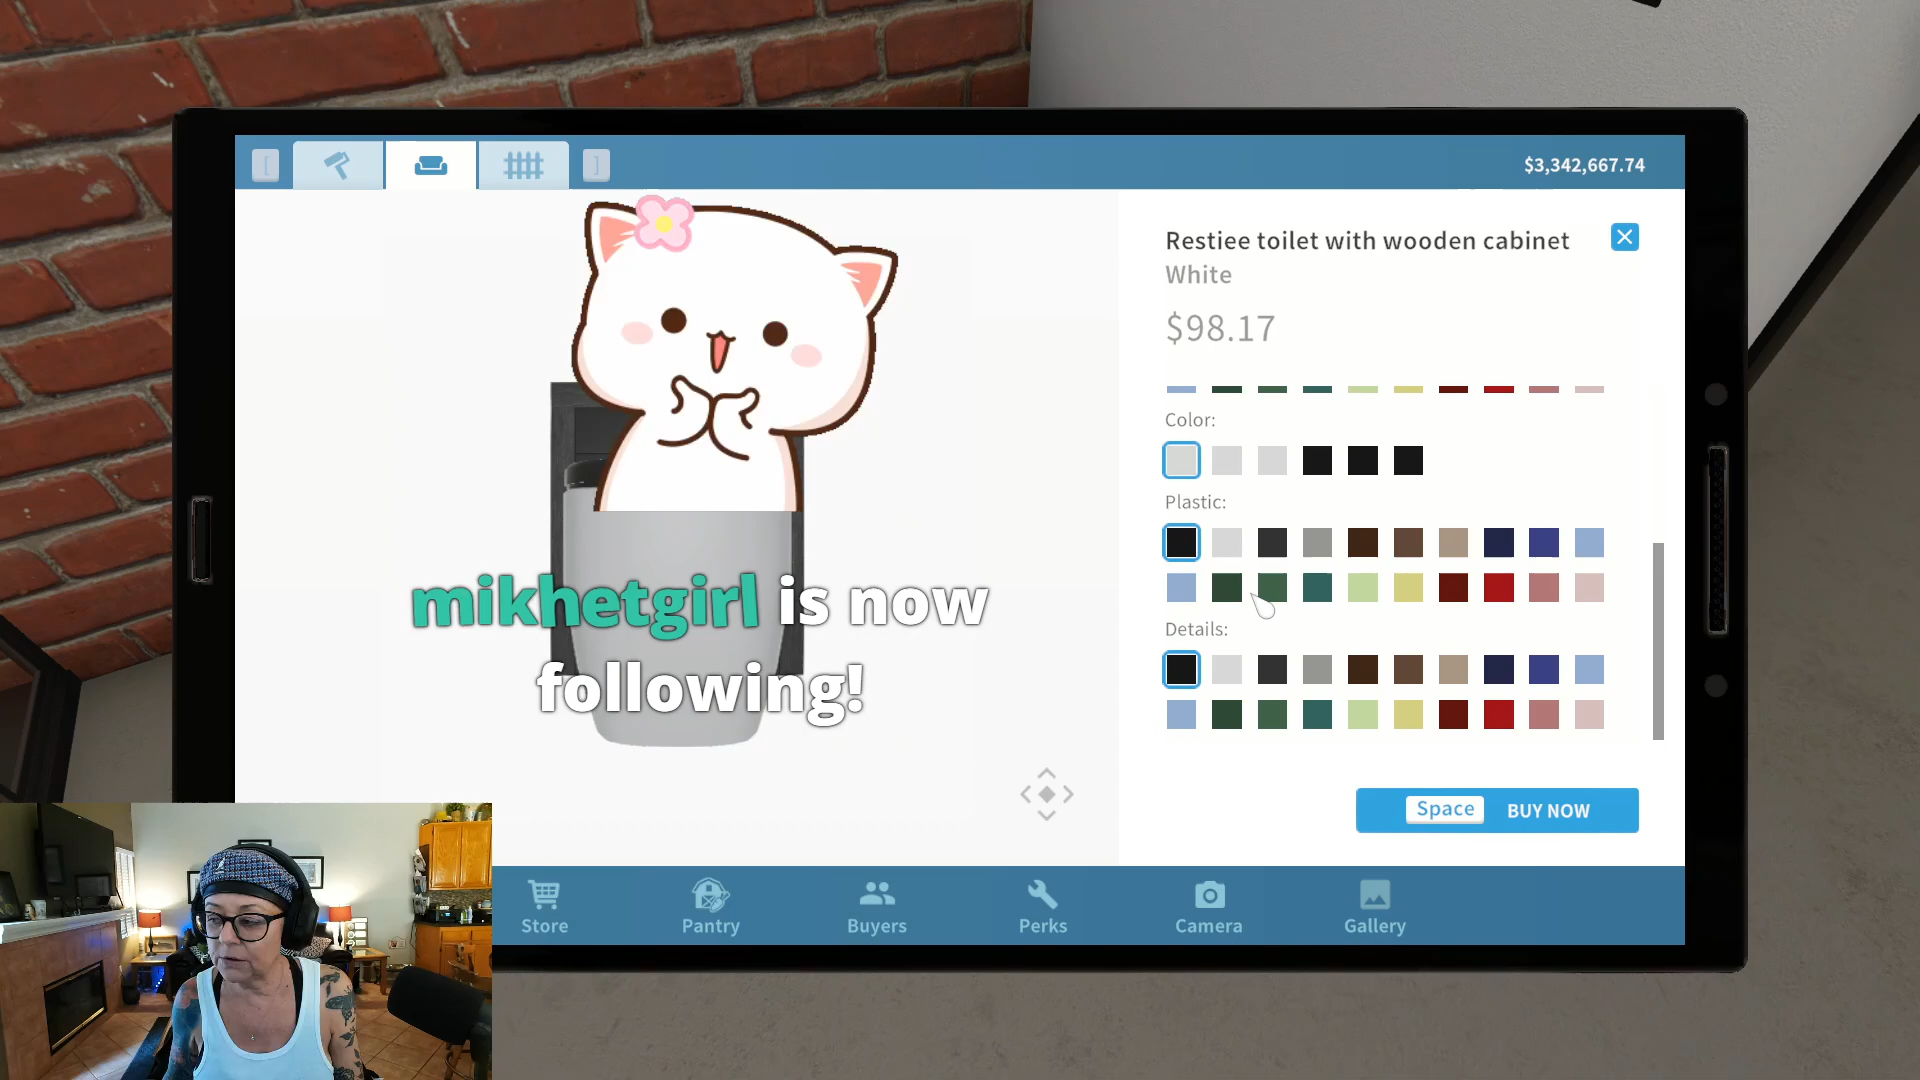 [
]
$3,342,667.74
Restiee toilet with wooden cabinet
White
$98.17
Color:
Plastic:
Details:
mikhetgirl is now
following!
Space BUY NOW
Store
Pantry
Buyers
Perks
Camera
Gallery